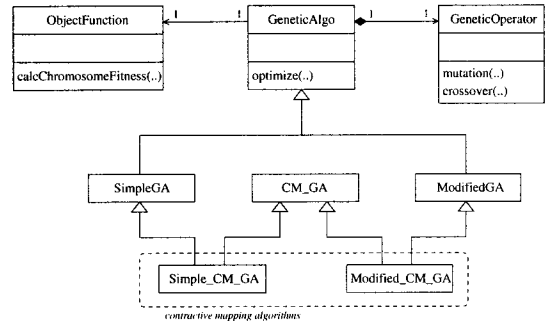 ObjectFunction
1
1
GeneticAlgo
1
1
GeneticOperator
calcChromosomeFitness(..)
optimize(..)
mutation(..)
crossover(..)
SimpleGA
CM_GA
ModifiedGA
Simple_CM_GA
Modified_CM_GA
contractive mapping algorithms